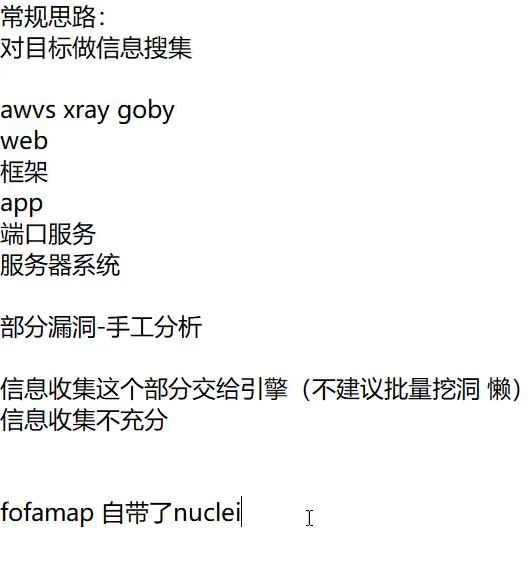 常规思路：
对目标做信息搜集
awvs xray goby
web
框架
app
端口服务
服务器系统
部分漏洞-手工分析
信息收集这个部分交给引擎（不建议批量挖洞 懒）
信息收集不充分
fofamap 自带了nuclei